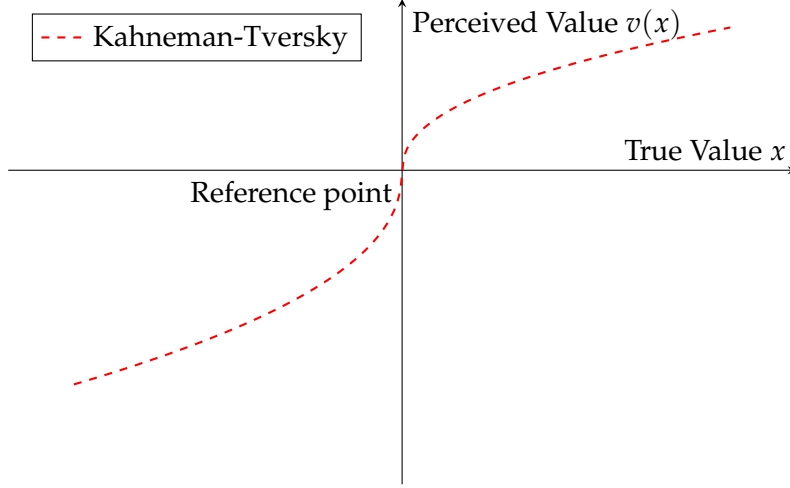 Kahneman-Tversky
Perceived Value v(x)
True Value x
Reference point